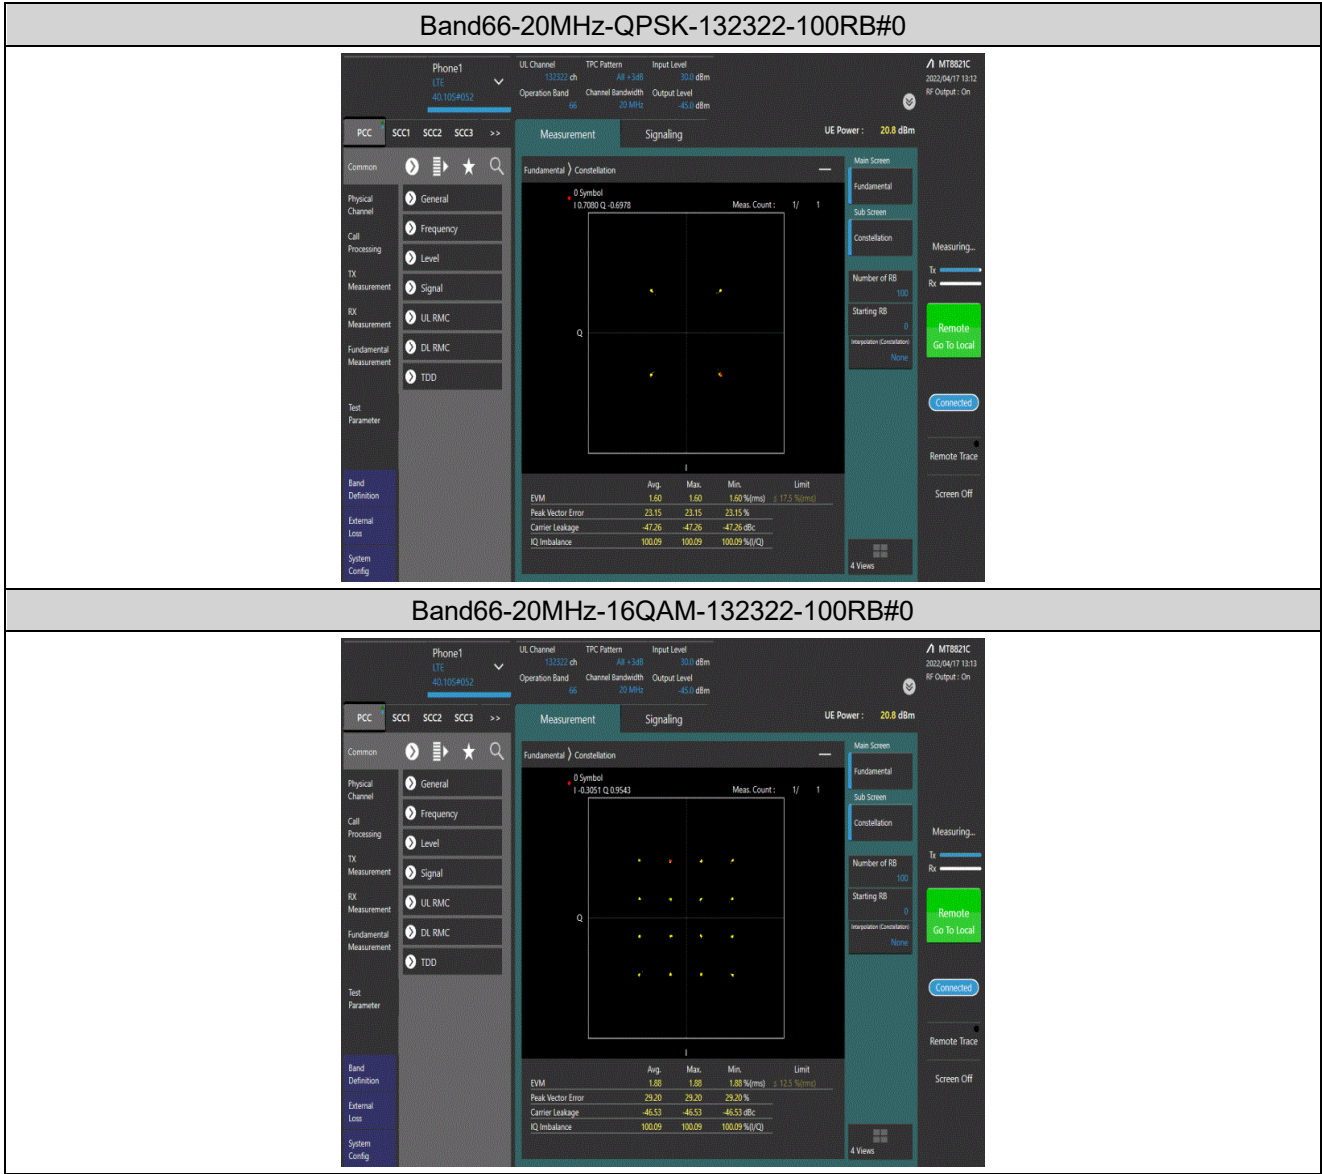 Band66-20MHz-QPSK-132322-100RB#0
Phone1
LTE
40.10S#052
UL Channel TPC Pattern Input Level
132322 ch All +3dB 30.0 dBm
Operation Band Channel Bandwidth Output Level
66 20 MHz -45.0 dBm
MT8821C
2022/04/17 13:12
RF Output : On
PCC SCC1 SCC2 SCC3 >>
Measurement Signaling
UE Power : 20.8 dBm
Common
Physical
Channel
Call
Processing
TX
Measurement
RX
Measurement
Fundamental
Measurement
Test
Parameter
Band
Definition
External
Loss
System
Config
General
Frequency
Level
Signal
UL RMC
DL RMC
TDD
Fundamental Constellation
0 Symbol
I 0.7080 Q -0.6978 Meas. Count : 1/ 1
Q
I
Avg. Max. Min. Limit
EVM 1.60 1.60 1.60 %(rms) ≤ 17.5 %(rms)
Peak Vector Error 23.15 23.15 23.15 %
Carrier Leakage -47.26 -47.26 -47.26 dBc
IQ Imbalance 100.09 100.09 100.09 %(I/Q)
Main Screen
Fundamental
Sub Screen
Constellation
Number of RB
100
Starting RB
0
Interpolation (Constellation)
None
4 Views
Measuring...
Tx
Rx
Remote
Go To Local
Connected
Remote Trace
Screen Off
Band66-20MHz-16QAM-132322-100RB#0
Phone1
LTE
40.10S#052
UL Channel TPC Pattern Input Level
132322 ch All +3dB 30.0 dBm
Operation Band Channel Bandwidth Output Level
66 20 MHz -45.0 dBm
MT8821C
2022/04/17 13:13
RF Output : On
PCC SCC1 SCC2 SCC3 >>
Measurement Signaling
UE Power : 20.8 dBm
Common
Physical
Channel
Call
Processing
TX
Measurement
RX
Measurement
Fundamental
Measurement
Test
Parameter
Band
Definition
External
Loss
System
Config
General
Frequency
Level
Signal
UL RMC
DL RMC
TDD
Fundamental Constellation
0 Symbol
I -0.3051 Q 0.9543 Meas. Count : 1/ 1
Q
I
Avg. Max. Min. Limit
EVM 1.88 1.88 1.88 %(rms) ≤ 12.5 %(rms)
Peak Vector Error 29.20 29.20 29.20 %
Carrier Leakage -46.53 -46.53 -46.53 dBc
IQ Imbalance 100.09 100.09 100.09 %(I/Q)
Main Screen
Fundamental
Sub Screen
Constellation
Number of RB
100
Starting RB
0
Interpolation (Constellation)
None
4 Views
Measuring...
Tx
Rx
Remote
Go To Local
Connected
Remote Trace
Screen Off